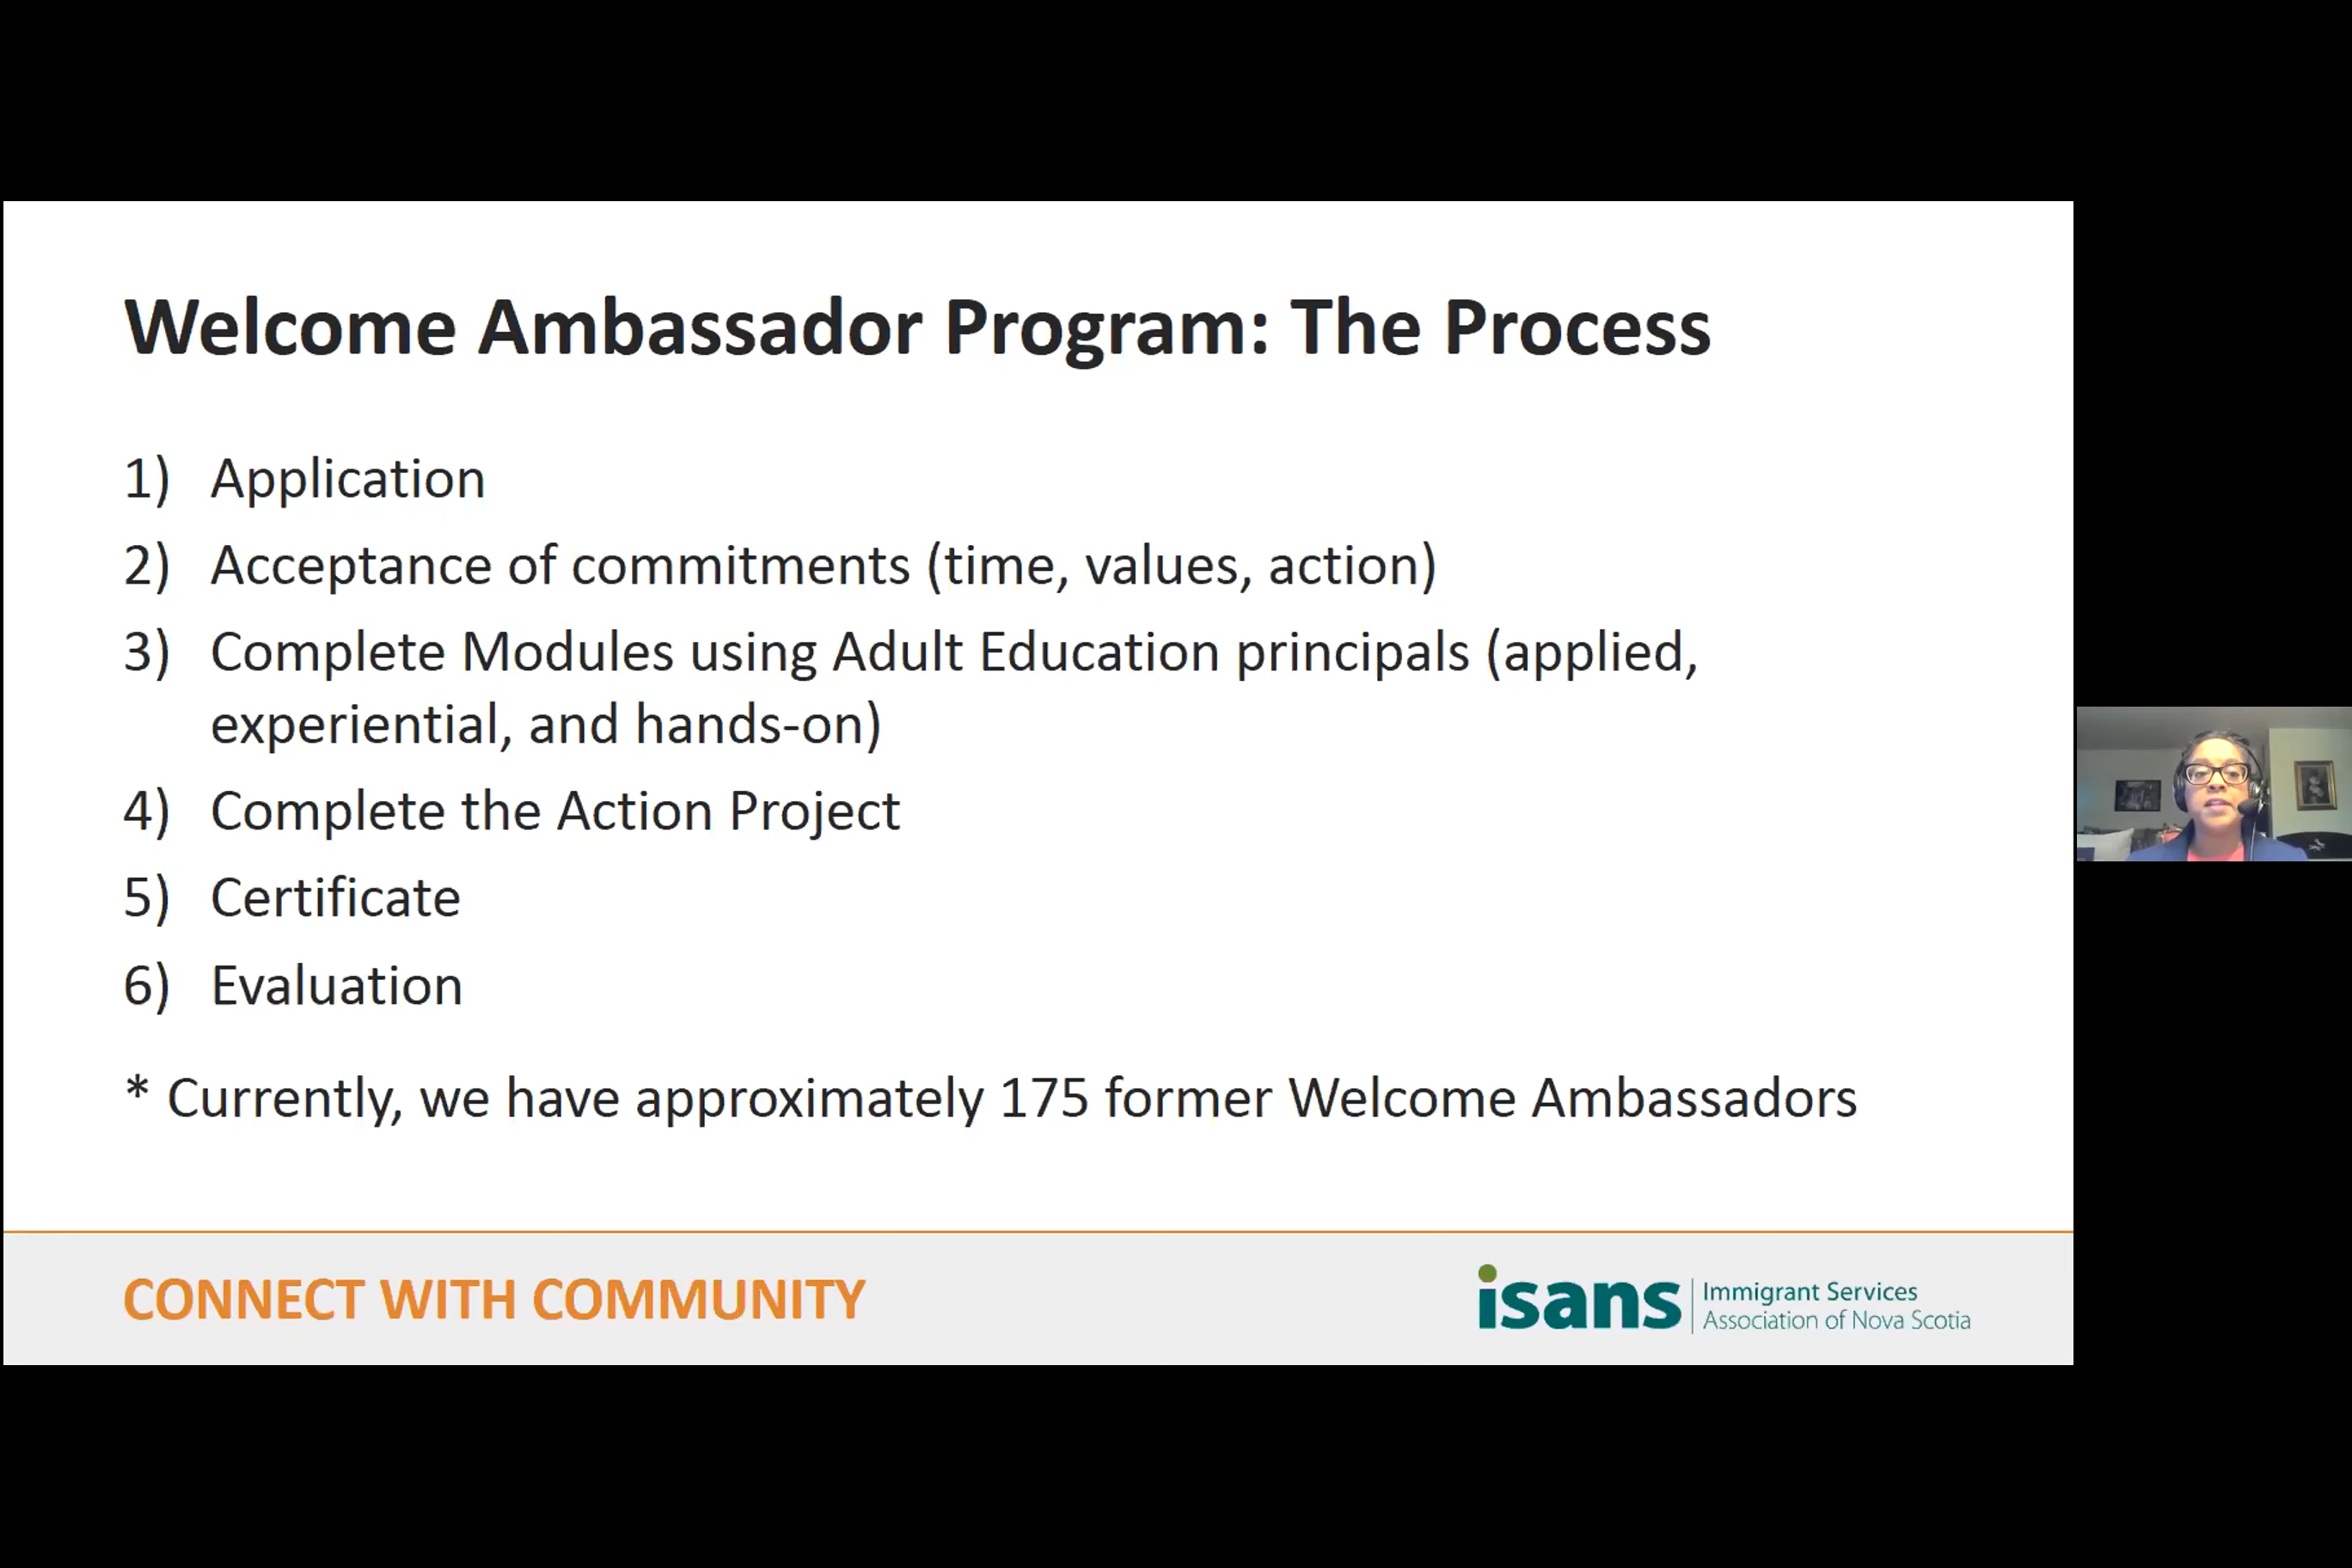 Welcome Ambassador Program: The Process
1) Application
2) Acceptance of commitments (time, values, action)
3) Complete Modules using Adult Education principals (applied,
experiential, and hands-on)
4) Complete the Action Project
5) Certificate
6) Evaluation
* Currently, we have approximately 175 former Welcome Ambassadors
CONNECT WITH COMMUNITY
isans
Immigrant Services
Association of Nova Scotia